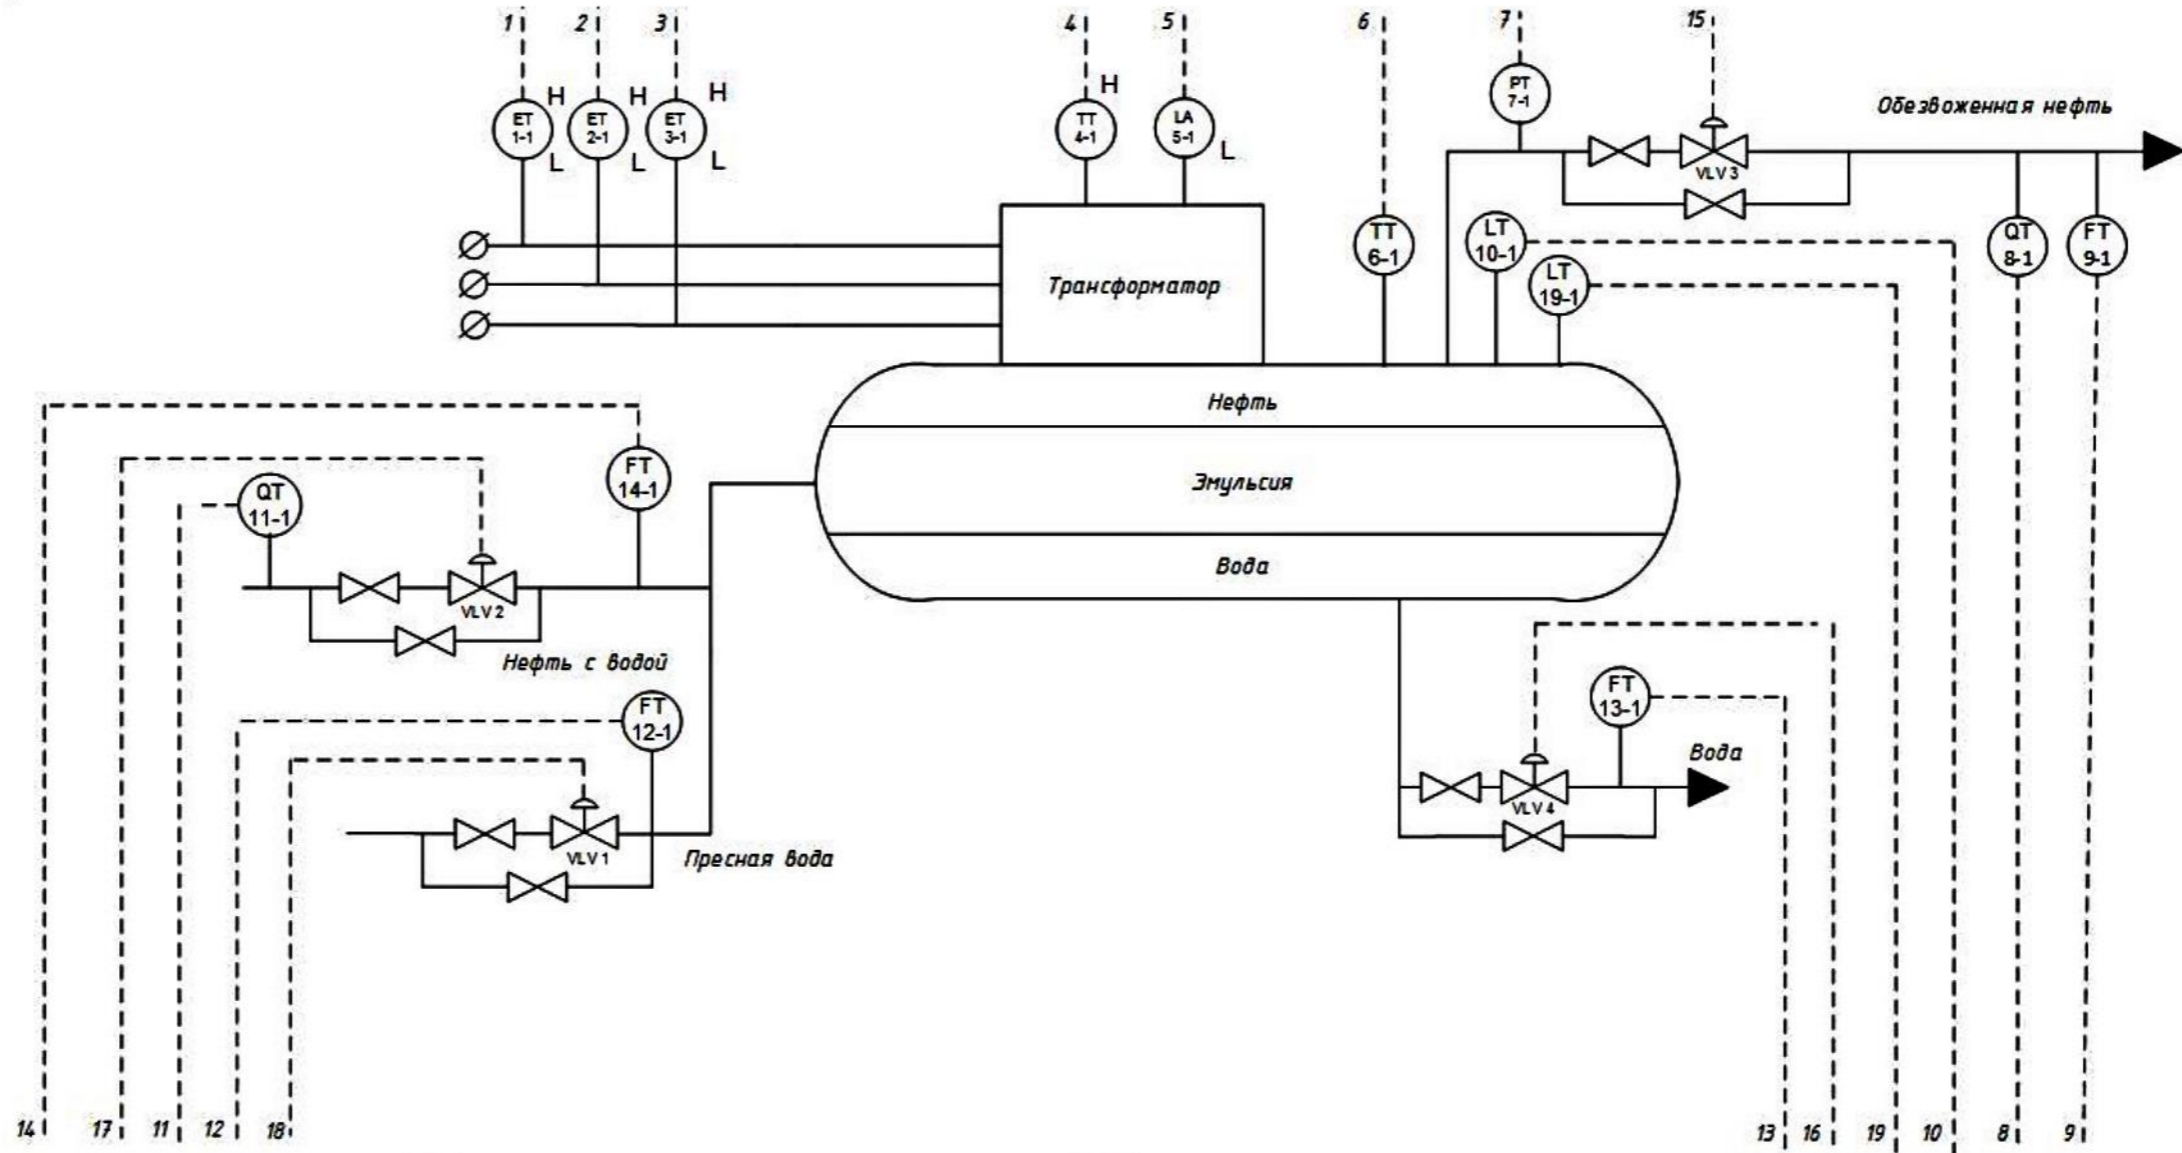 1
2
3
4
5
6
7
15
H
H
H
H
ET
1-1
ET
2-1
ET
3-1
TT
4-1
LA
5-1
PT
7-1
L
L
L
L
Обезвоженная нефть
VLV 3
TT
6-1
LT
10-1
LT
19-1
QT
8-1
FT
9-1
Трансформатор
Нефть
Эмульсия
Вода
FT
14-1
QT
11-1
VLV 2
Нефть с водой
FT
12-1
VLV 1
Пресная вода
FT
13-1
Вода
VLV 4
14
17
11
12
18
13
16
19
10
8
9